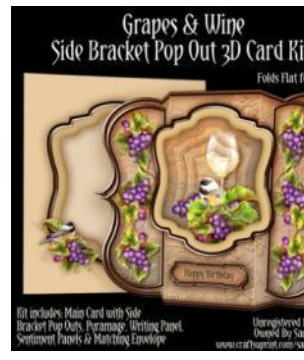 Grapes & Wine
Side Bracket Pop Out 3D Card Ki
Folds Flat f
Happy Birthday
Kit includes: Main Card with Side
Bracket Pop Outs, Pyramage, Writing Panel,
Sentiment Panels & Matching Envelope
Unregistered
Owned By Sa
www.craftsuprint.com/sa